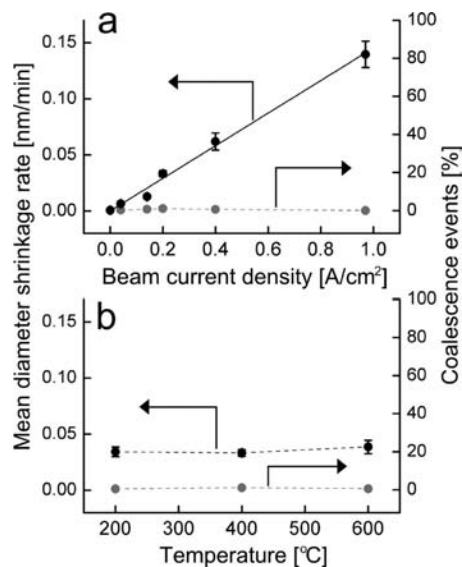 a
0.15
0.10
0.05
0.00
100
80
60
40
20
0
0.0 0.2 0.4 0.6 0.8 1.0
Beam current density [A/cm²]
Mean diameter shrinkage rate [nm/min]
Coalescence events [%]
b
0.15
0.10
0.05
0.00
100
80
60
40
20
0
200 300 400 500 600
Temperature [°C]